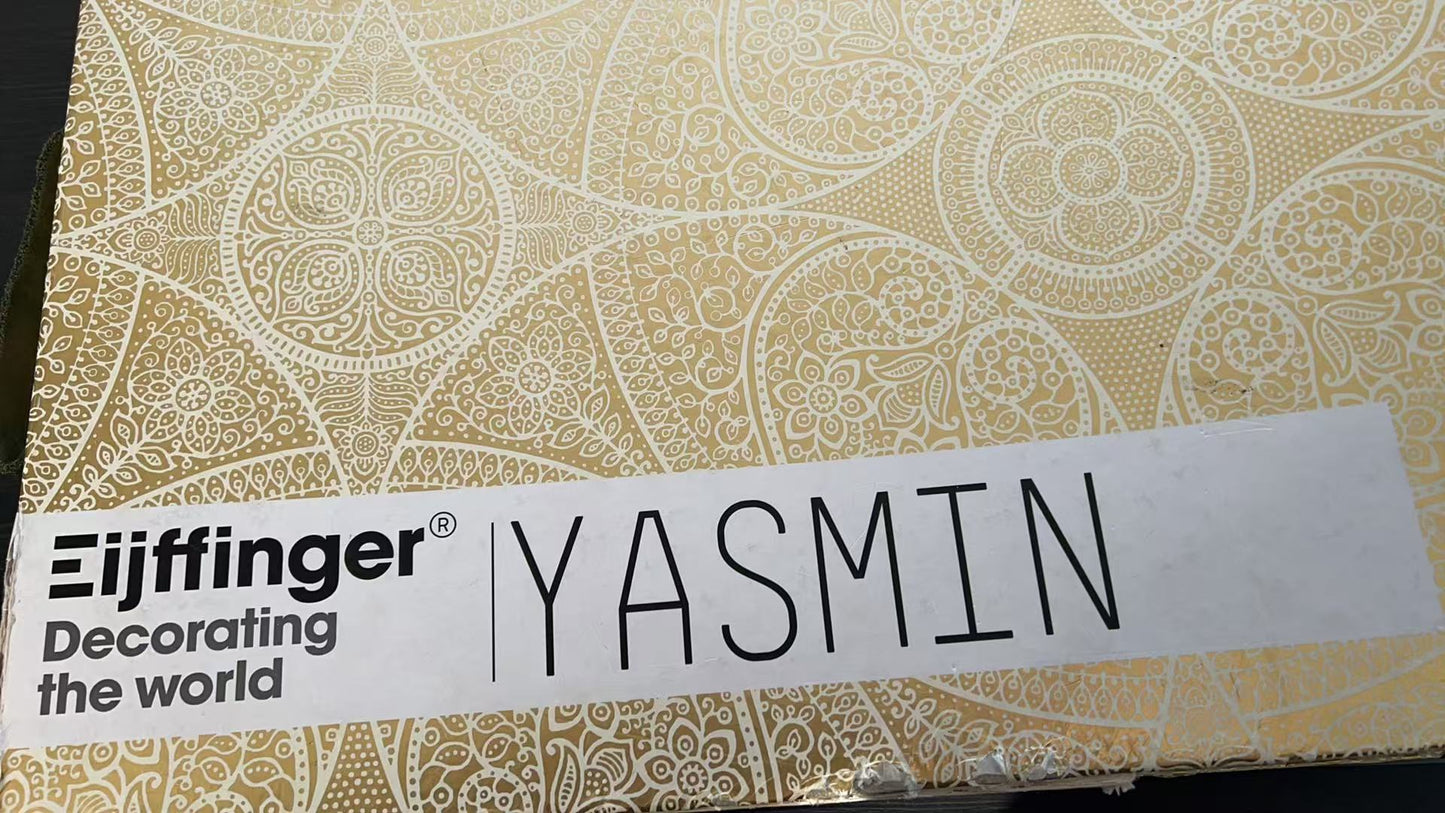 Eijffinger®
Decorating
the world
YASMIN